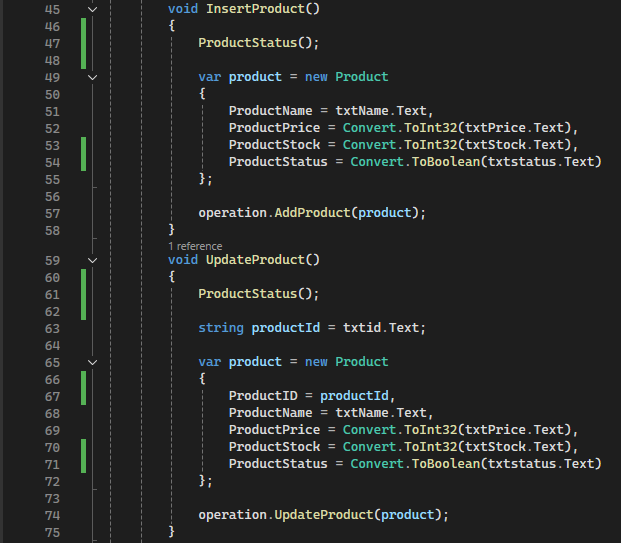 45 void InsertProduct()
46 {
47 ProductStatus();
48
49 var product = new Product
50 {
51 ProductName = txtName.Text,
52 ProductPrice = Convert.ToInt32(txtPrice.Text),
53 ProductStock = Convert.ToInt32(txtStock.Text),
54 ProductStatus = Convert.ToBoolean(txtstatus.Text)
55 };
56
57 operation.AddProduct(product);
58 }
1 reference
59 void UpdateProduct()
60 {
61 ProductStatus();
62
63 string productId = txtid.Text;
64
65 var product = new Product
66 {
67 ProductID = productId,
68 ProductName = txtName.Text,
69 ProductPrice = Convert.ToInt32(txtPrice.Text),
70 ProductStock = Convert.ToInt32(txtStock.Text),
71 ProductStatus = Convert.ToBoolean(txtstatus.Text)
72 };
73
74 operation.UpdateProduct(product);
75 }